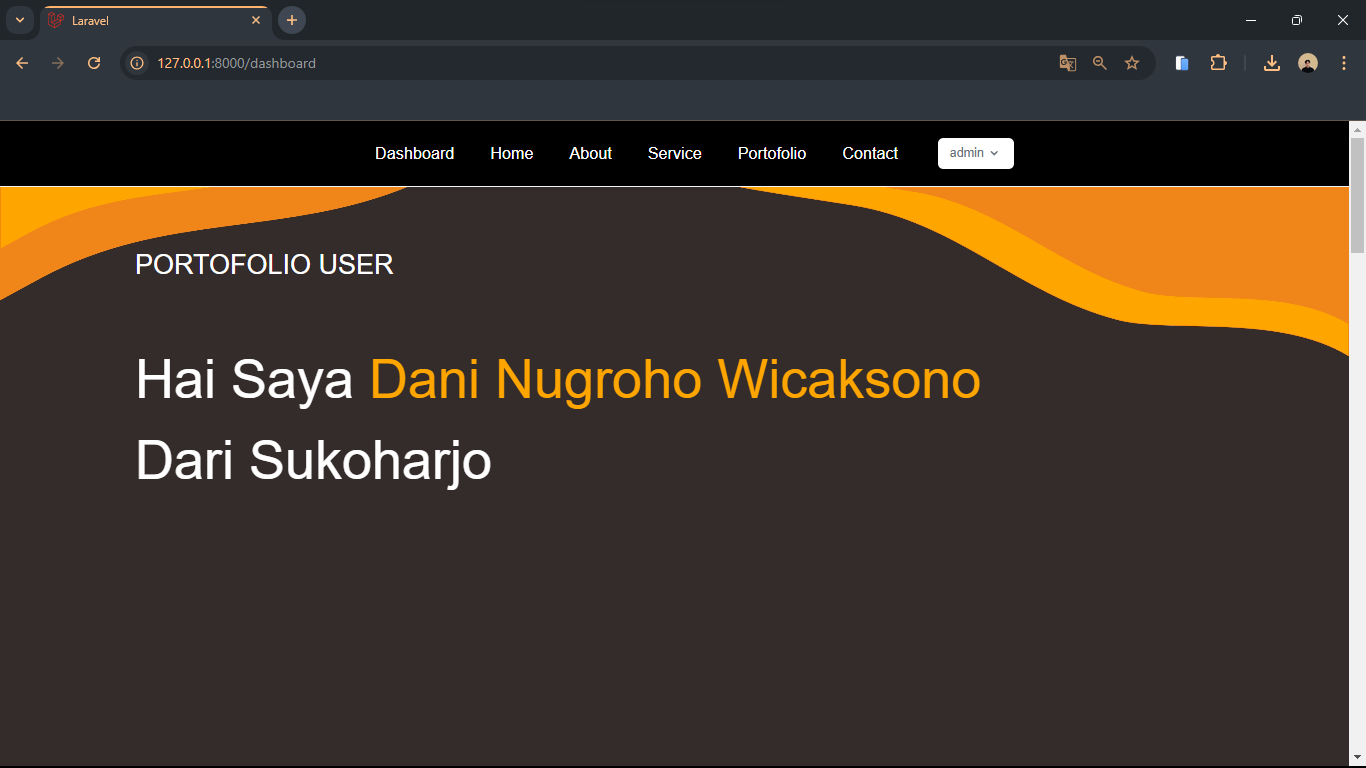 Laravel
127.0.0.1:8000/dashboard
Dashboard Home About Service Portofolio Contact admin
PORTOFOLIO USER
Hai Saya Dani Nugroho Wicaksono
Dari Sukoharjo